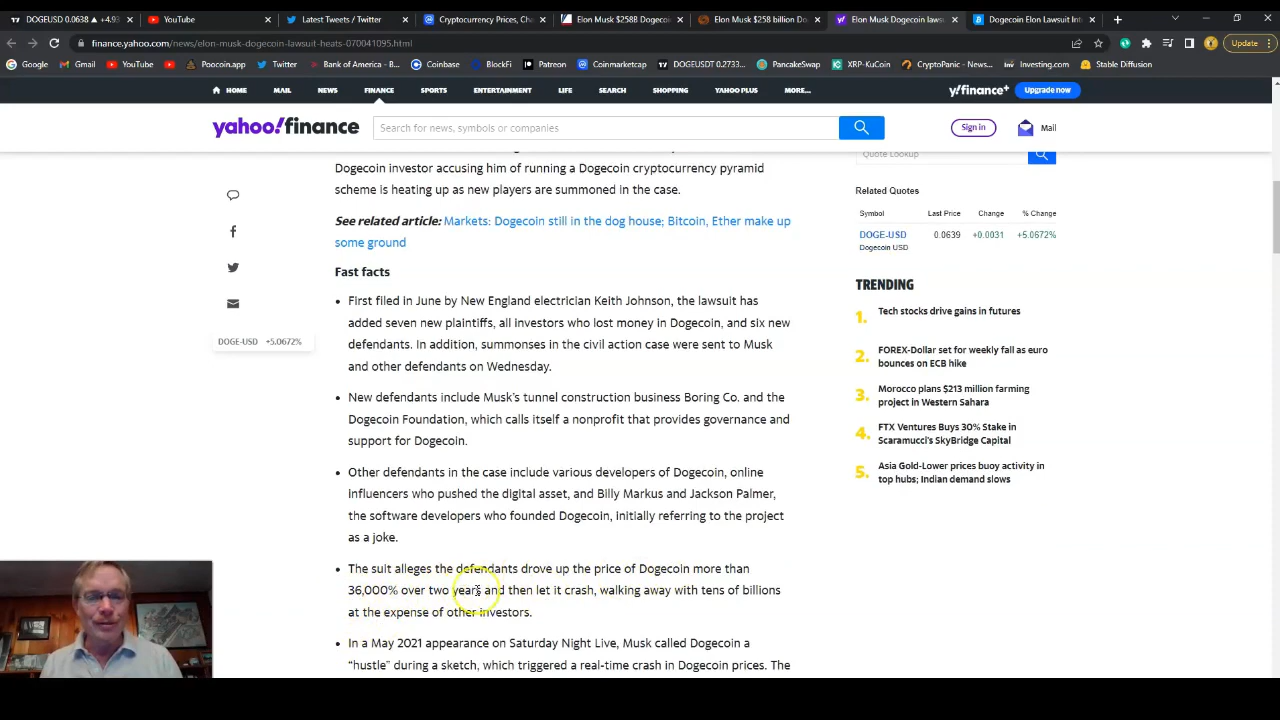 DOGEUSD 0.0638 ▲ +4.93
YouTube
Latest Tweets / Twitter
Cryptocurrency Prices, Cha
Elon Musk $258B Dogecoi
Elon Musk $258 billion Do
Elon Musk Dogecoin laws
Dogecoin Elon Lawsuit Int
finance.yahoo.com/news/elon-musk-dogecoin-lawsuit-heats-070041095.html
Update
Google
Gmail
YouTube
Poocoin.app
Twitter
Bank of America - B...
Coinbase
BlockFi
Patreon
Coinmarketcap
DOGEUSDT 0.2733...
PancakeSwap
XRP-KuCoin
CryptoPanic - News...
Investing.com
Stable Diffusion
HOME MAIL NEWS FINANCE SPORTS ENTERTAINMENT LIFE SEARCH SHOPPING YAHOO PLUS MORE...
y!finance+
Upgrade now
yahoo!finance
Search for news, symbols or companies
Sign in
Mail
Quote Lookup
Dogecoin investor accusing him of running a Dogecoin cryptocurrency pyramid
scheme is heating up as new players are summoned in the case.
See related article: Markets: Dogecoin still in the dog house; Bitcoin, Ether make up
some ground
Fast facts
• First filed in June by New England electrician Keith Johnson, the lawsuit has
added seven new plaintiffs, all investors who lost money in Dogecoin, and six new
defendants. In addition, summonses in the civil action case were sent to Musk
and other defendants on Wednesday.
• New defendants include Musk's tunnel construction business Boring Co. and the
Dogecoin Foundation, which calls itself a nonprofit that provides governance and
support for Dogecoin.
• Other defendants in the case include various developers of Dogecoin, online
influencers who pushed the digital asset, and Billy Markus and Jackson Palmer,
the software developers who founded Dogecoin, initially referring to the project
as a joke.
• The suit alleges the defendants drove up the price of Dogecoin more than
36,000% over two years and then let it crash, walking away with tens of billions
at the expense of other investors.
• In a May 2021 appearance on Saturday Night Live, Musk called Dogecoin a
“hustle” during a sketch, which triggered a real-time crash in Dogecoin prices. The
DOGE-USD +5.0672%
Related Quotes
Symbol Last Price Change % Change
DOGE-USD 0.0639 +0.0031 +5.0672%
Dogecoin USD
TRENDING
1. Tech stocks drive gains in futures
2. FOREX-Dollar set for weekly fall as euro
bounces on ECB hike
3. Morocco plans $213 million farming
project in Western Sahara
4. FTX Ventures Buys 30% Stake in
Scaramucci's SkyBridge Capital
5. Asia Gold-Lower prices buoy activity in
top hubs; Indian demand slows